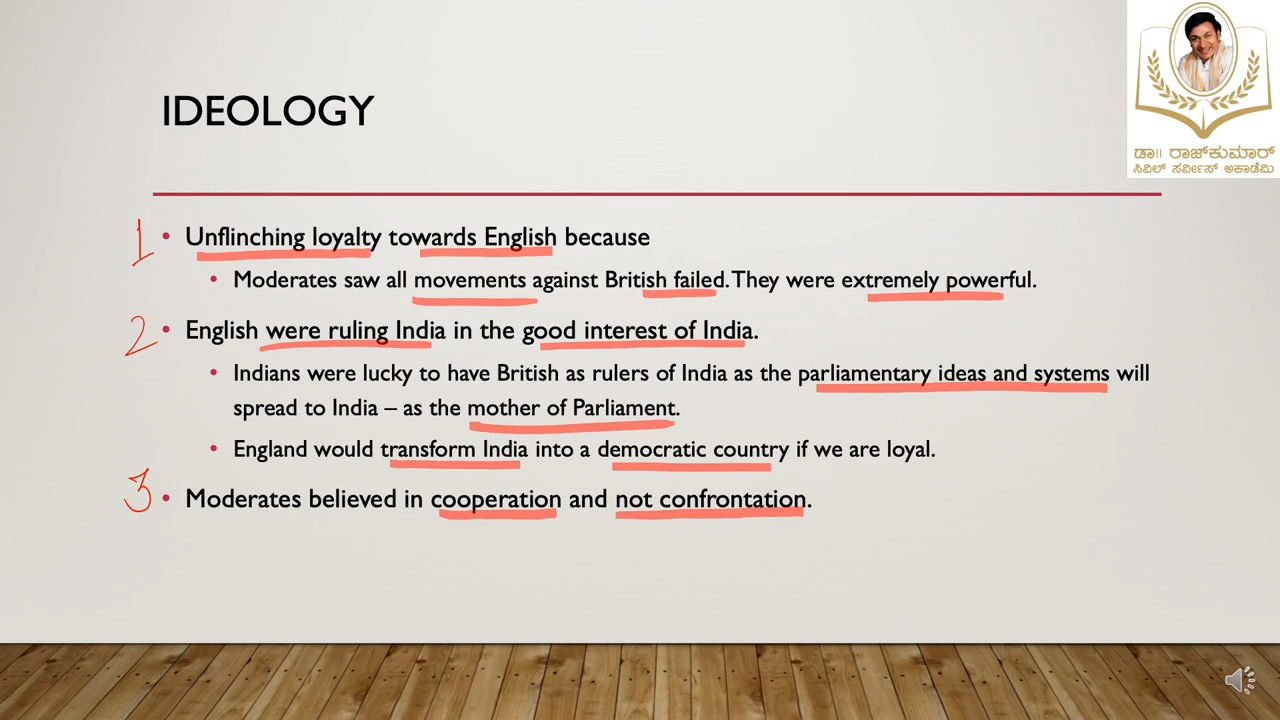 IDEOLOGY
ಡಾ|| ರಾಜ್‌ಕುಮಾರ್
ಸಿವಿಲ್ ಸರ್ವೀಸ್ ಅಕಾಡೆಮಿ
1 • Unflinching loyalty towards English because
• Moderates saw all movements against British failed. They were extremely powerful.
2 • English were ruling India in the good interest of India.
• Indians were lucky to have British as rulers of India as the parliamentary ideas and systems will
spread to India – as the mother of Parliament.
• England would transform India into a democratic country if we are loyal.
3 • Moderates believed in cooperation and not confrontation.